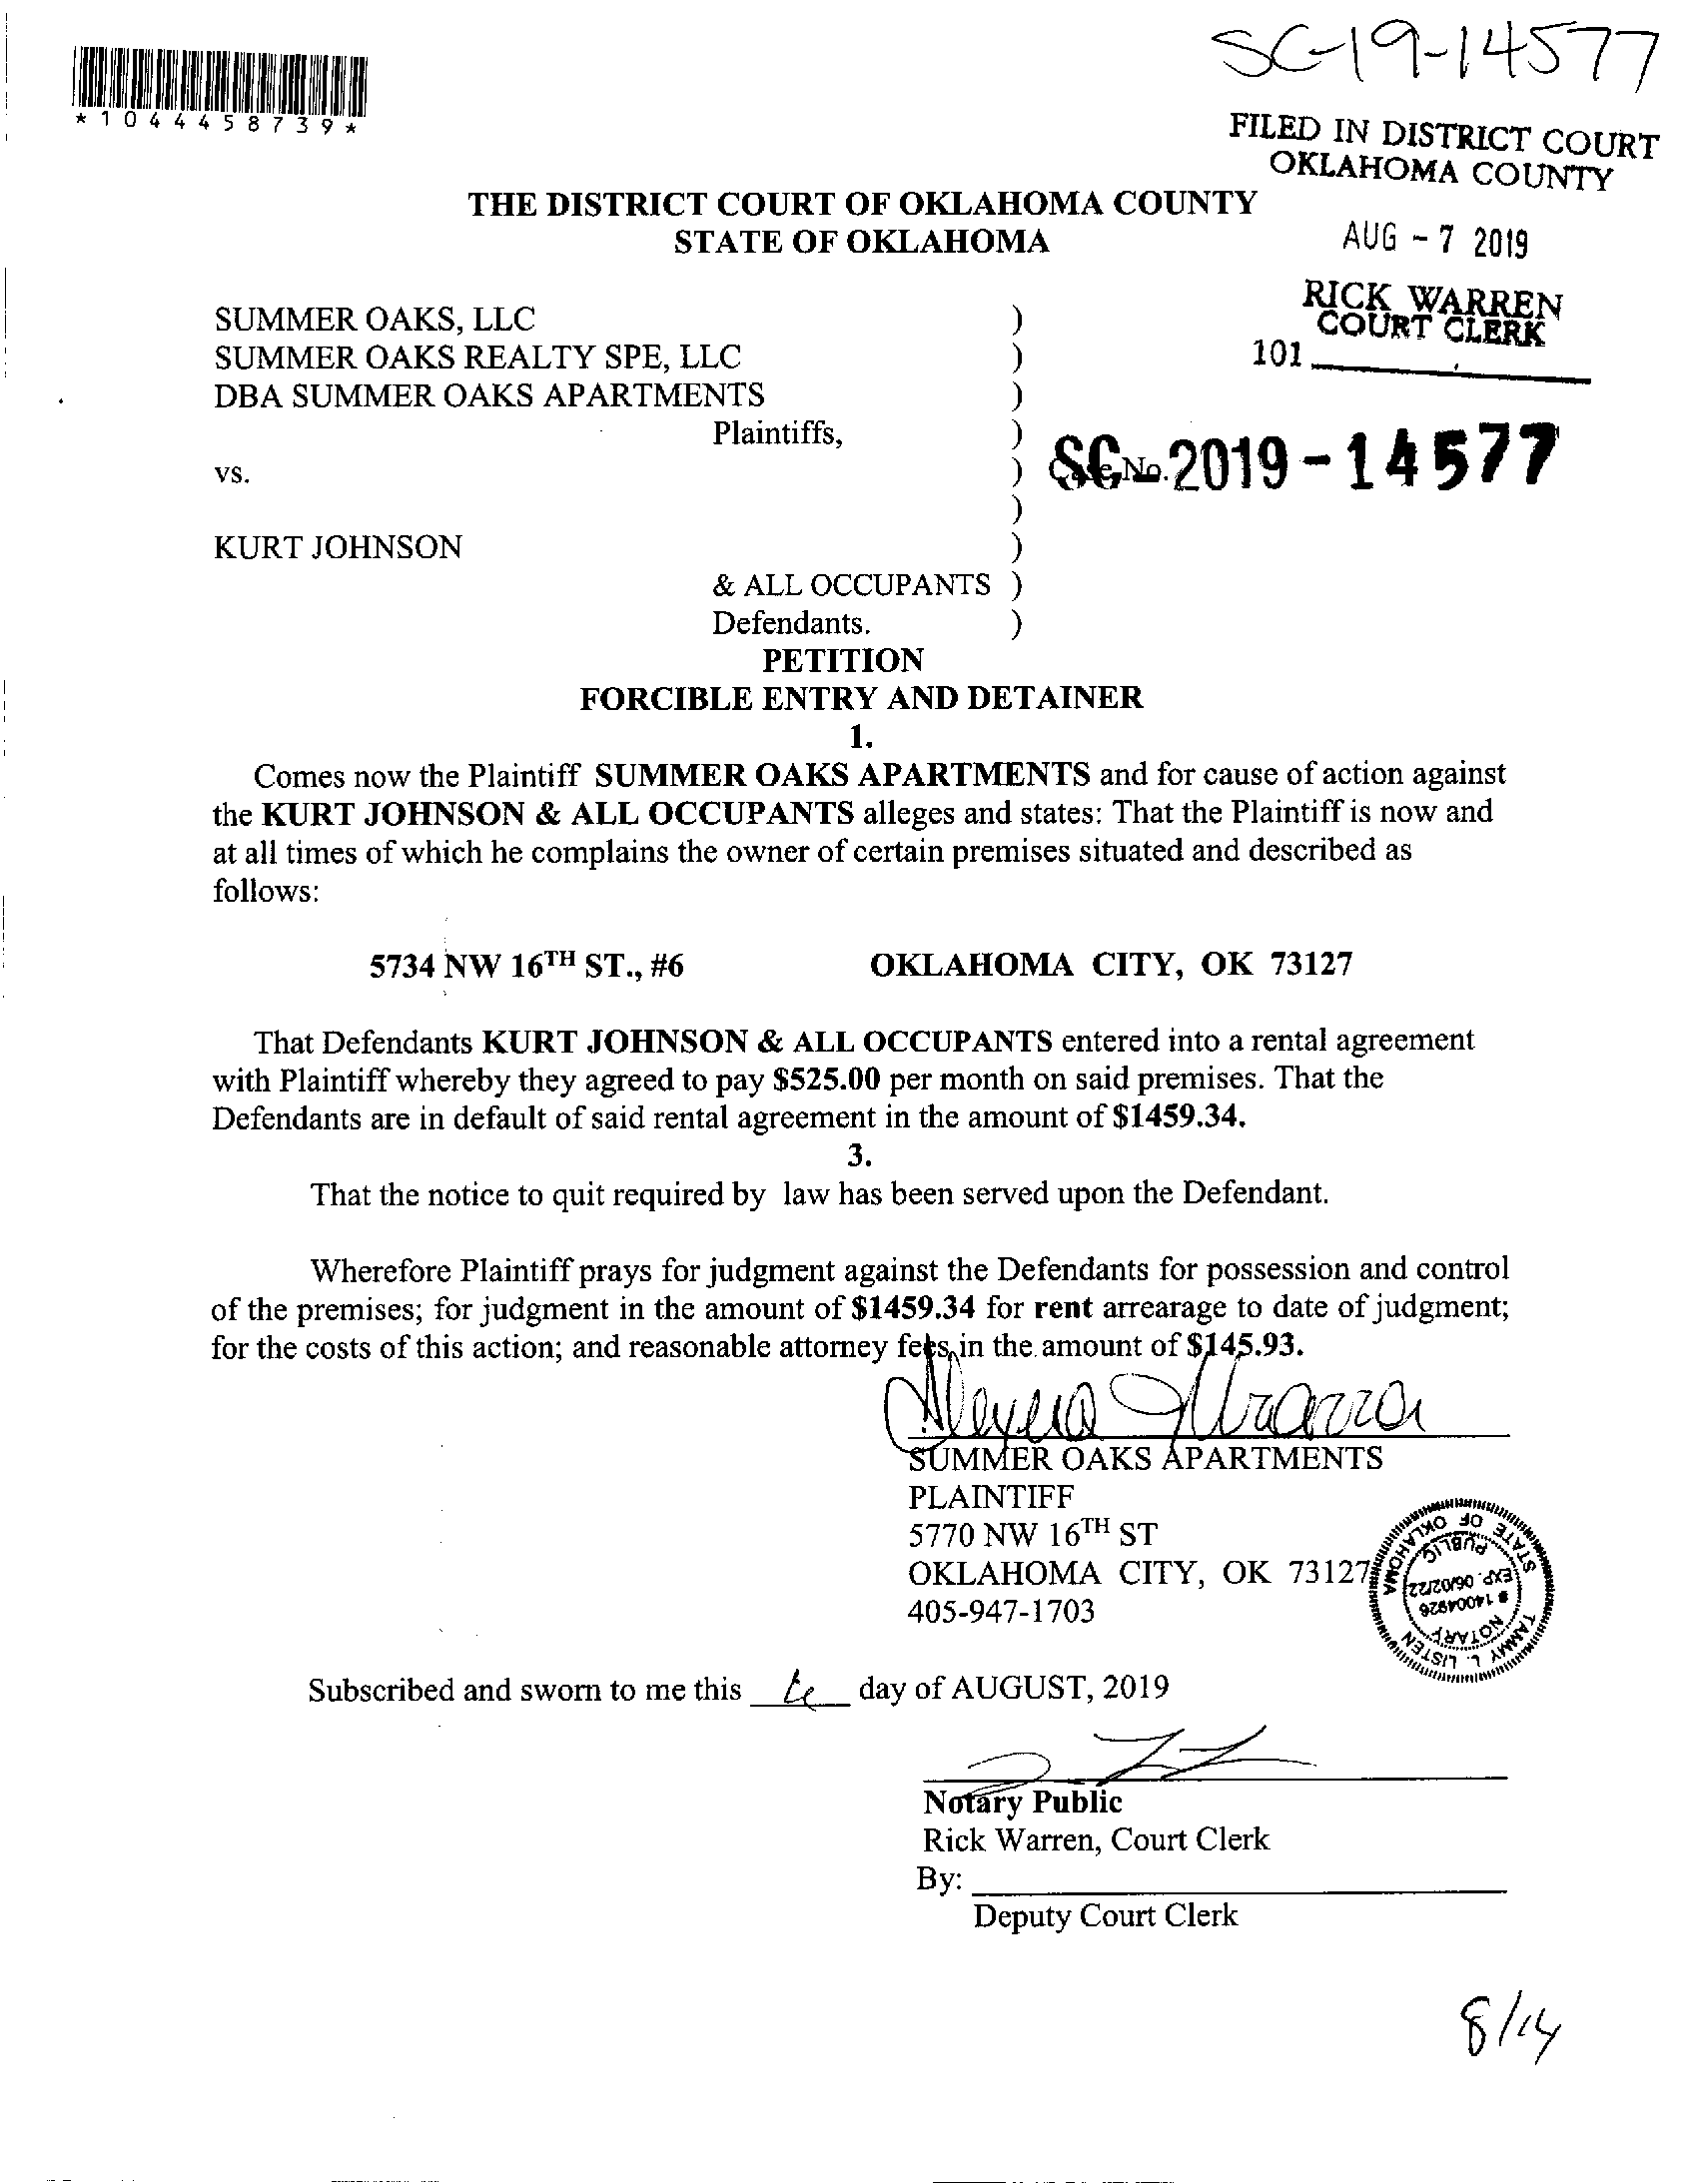 SC-19-14577
*1044458739*
FILED IN DISTRICT COURT
OKLAHOMA COUNTY
THE DISTRICT COURT OF OKLAHOMA COUNTY
STATE OF OKLAHOMA
AUG - 7 2019
RICK WARREN
COURT CLERK
101
SUMMER OAKS, LLC )
SUMMER OAKS REALTY SPE, LLC )
DBA SUMMER OAKS APARTMENTS )
Plaintiffs, )
vs. ) Case No. SC-2019-14577
)
KURT JOHNSON )
& ALL OCCUPANTS )
Defendants. )
PETITION
FORCIBLE ENTRY AND DETAINER
1.
Comes now the Plaintiff SUMMER OAKS APARTMENTS and for cause of action against
the KURT JOHNSON & ALL OCCUPANTS alleges and states: That the Plaintiff is now and
at all times of which he complains the owner of certain premises situated and described as
follows:
5734 NW 16TH ST., #6 OKLAHOMA CITY, OK 73127
That Defendants KURT JOHNSON & ALL OCCUPANTS entered into a rental agreement
with Plaintiff whereby they agreed to pay $525.00 per month on said premises. That the
Defendants are in default of said rental agreement in the amount of $1459.34.
3.
That the notice to quit required by law has been served upon the Defendant.
Wherefore Plaintiff prays for judgment against the Defendants for possession and control
of the premises; for judgment in the amount of $1459.34 for rent arrearage to date of judgment;
for the costs of this action; and reasonable attorney fees in the amount of $145.93.
SUMMER OAKS APARTMENTS
PLAINTIFF
5770 NW 16TH ST
OKLAHOMA CITY, OK 73127
405-947-1703
TAMMY L. LISTEN
STATE OF OKLAHOMA
NOTARY
# 14004926
EXP. 06/02/22
PUBLIC
Subscribed and sworn to me this day of AUGUST, 2019
Notary Public
Rick Warren, Court Clerk
By:
Deputy Court Clerk
8/14